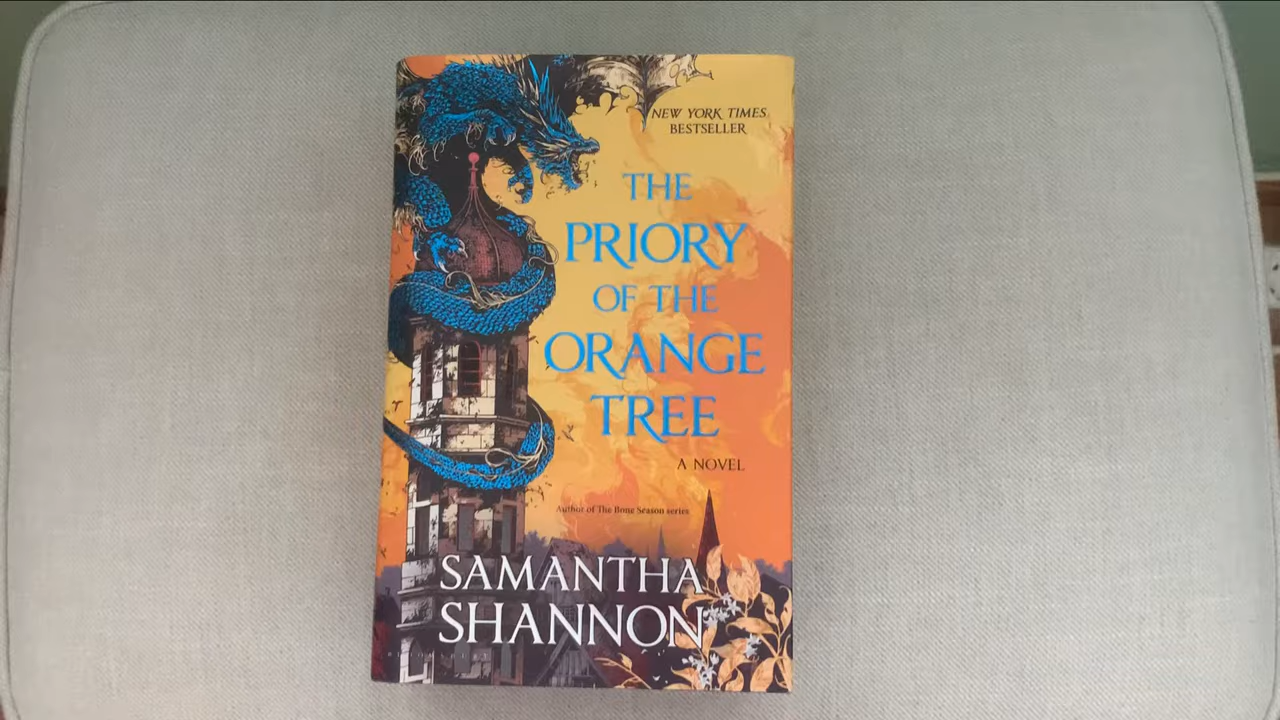 NEW YORK TIMES
BESTSELLER
THE
PRIORY
OF THE
ORANGE
TREE
A NOVEL
Author of The Bone Season series
SAMANTHA
SHANNON
BLOOMSBURY